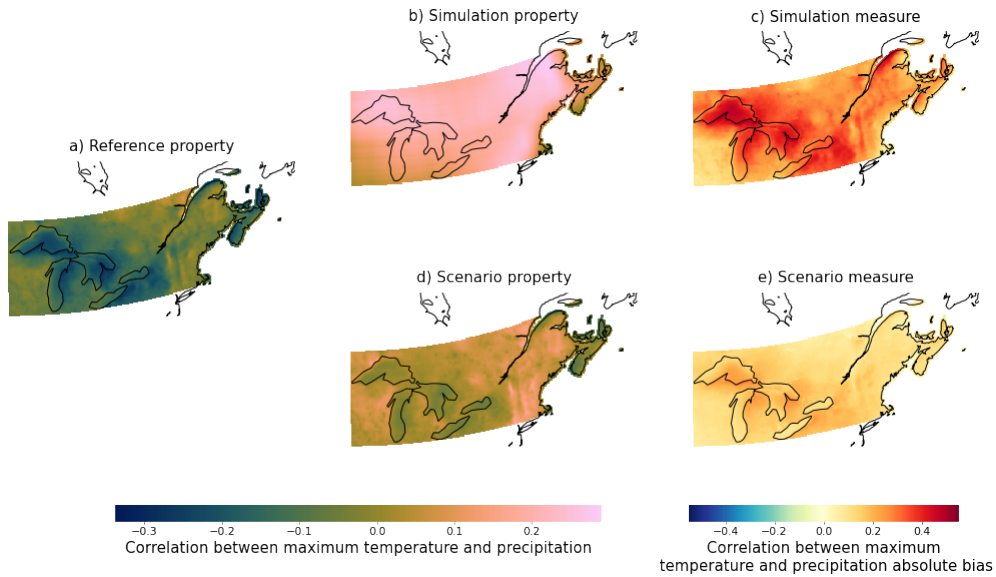 b) Simulation property
c) Simulation measure
a) Reference property
d) Scenario property
e) Scenario measure
−0.3 −0.2 −0.1 0.0 0.1 0.2
Correlation between maximum temperature and precipitation
−0.4 −0.2 0.0 0.2 0.4
Correlation between maximum
temperature and precipitation absolute bias